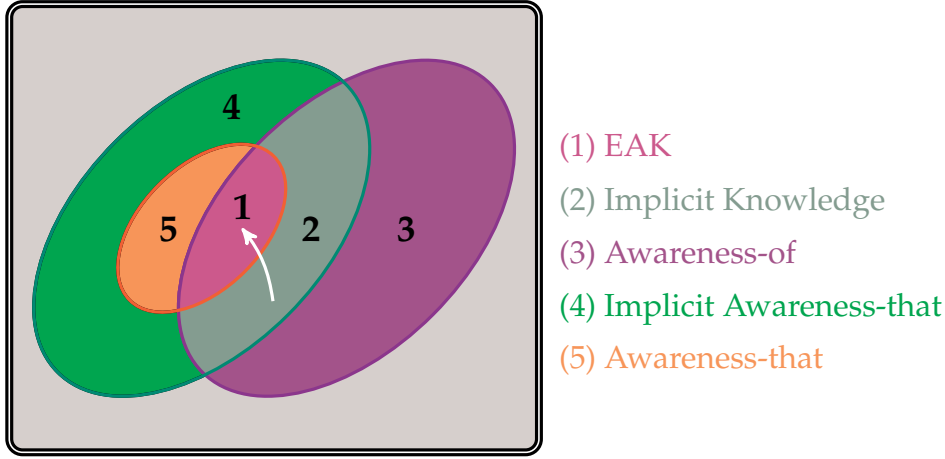 4
1
5
2
3
(1) EAK
(2) Implicit Knowledge
(3) Awareness-of
(4) Implicit Awareness-that
(5) Awareness-that